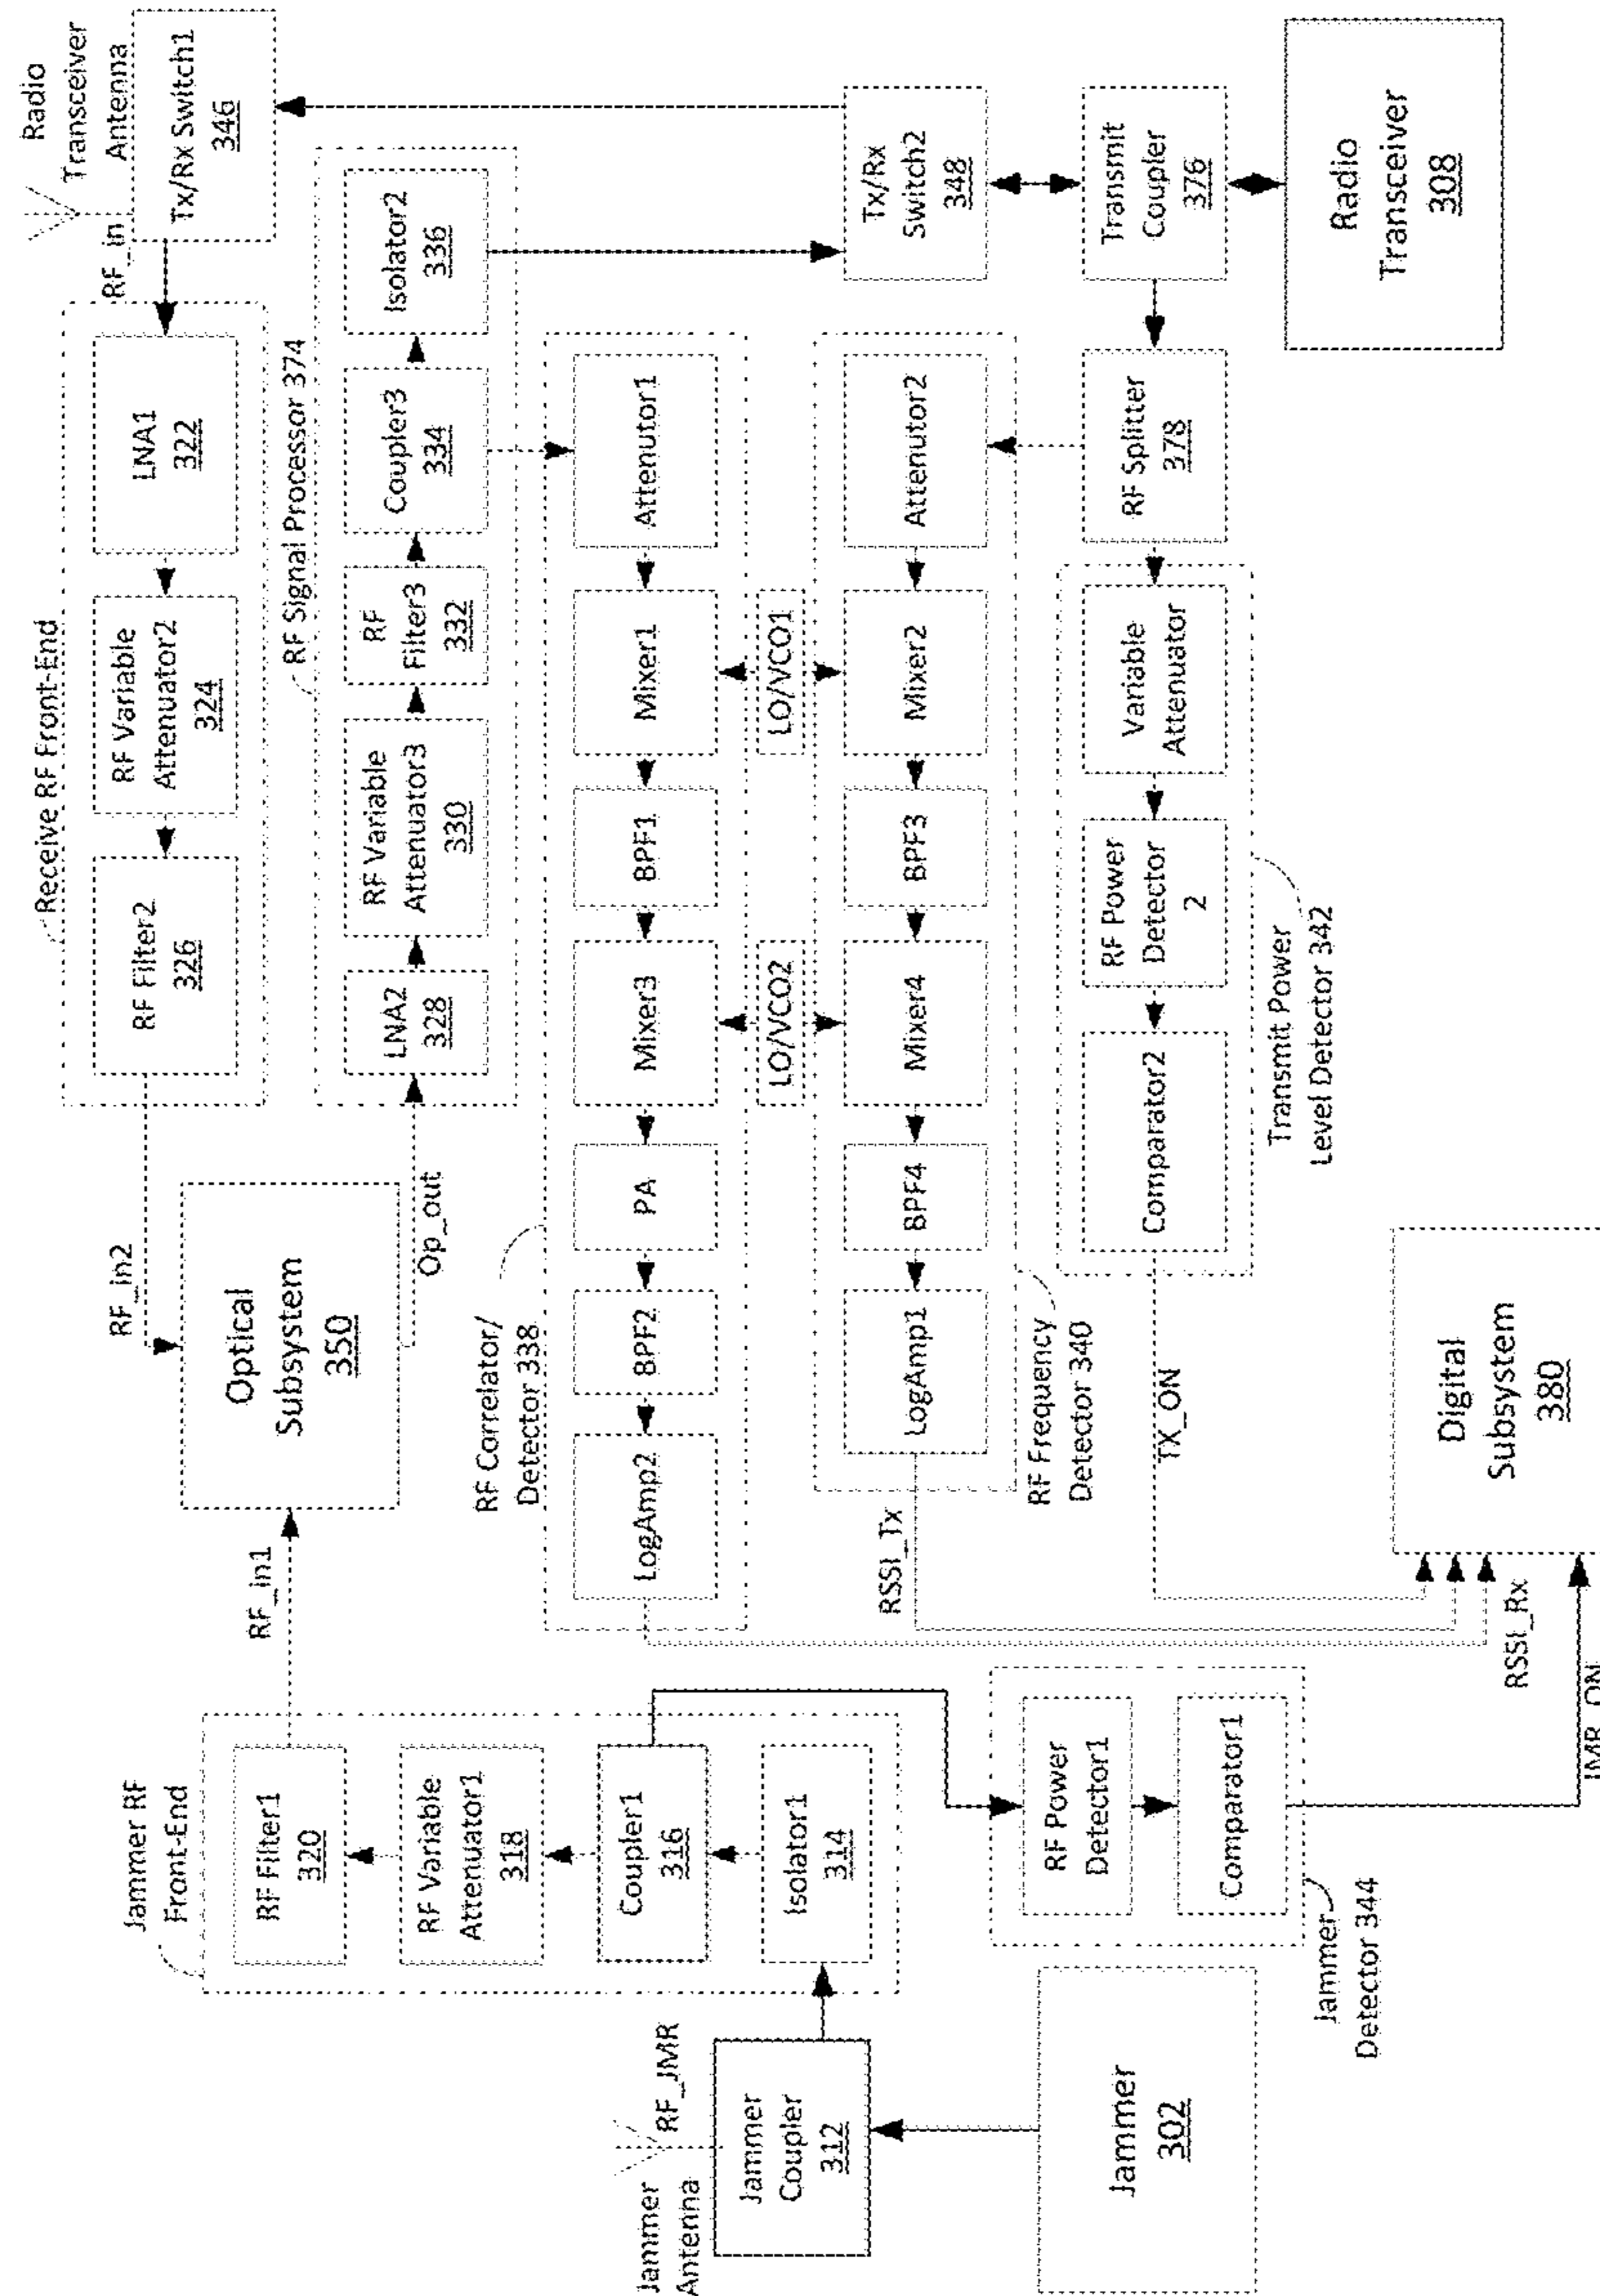 Radio
Transceiver
Antenna
RF_in
Tx/Rx Switch1
346
Receive RF Front-End
LNA1
322
RF Variable
Attenuator2
324
RF Filter2
326
RF_in2
RF Signal Processor 374
Isolator2
336
Coupler3
334
RF
Filter3
332
RF Variable
Attenuator3
330
LNA2
328
Op_out
Optical
Subsystem
350
RF_in1
Jammer RF
Front-End
RF Filter1
320
RF Variable
Attenuator1
318
Coupler1
316
Isolator1
314
Jammer
Antenna
RF_JMR
Jammer
Coupler
312
Jammer
302
RF Correlator/
Detector 338
LogAmp2
BPF2
PA
Mixer3
BPF1
Mixer1
Attenutor1
LO/VCO2
LO/VCO1
LogAmp1
BPF4
Mixer4
BPF3
Mixer2
Attenutor2
RF Frequency
Detector 340
RSSI_Tx
Tx/Rx
Switch2
348
Transmit
Coupler
376
Radio
Transceiver
308
RF Splitter
378
Variable
Attenuator
RF Power
Detector
2
Comparator2
Transmit Power
Level Detector 342
TX_ON
Digital
Subsystem
380
RSSI_Rx
JMR_ON
RF Power
Detector1
Comparator1
Jammer
Detector 344